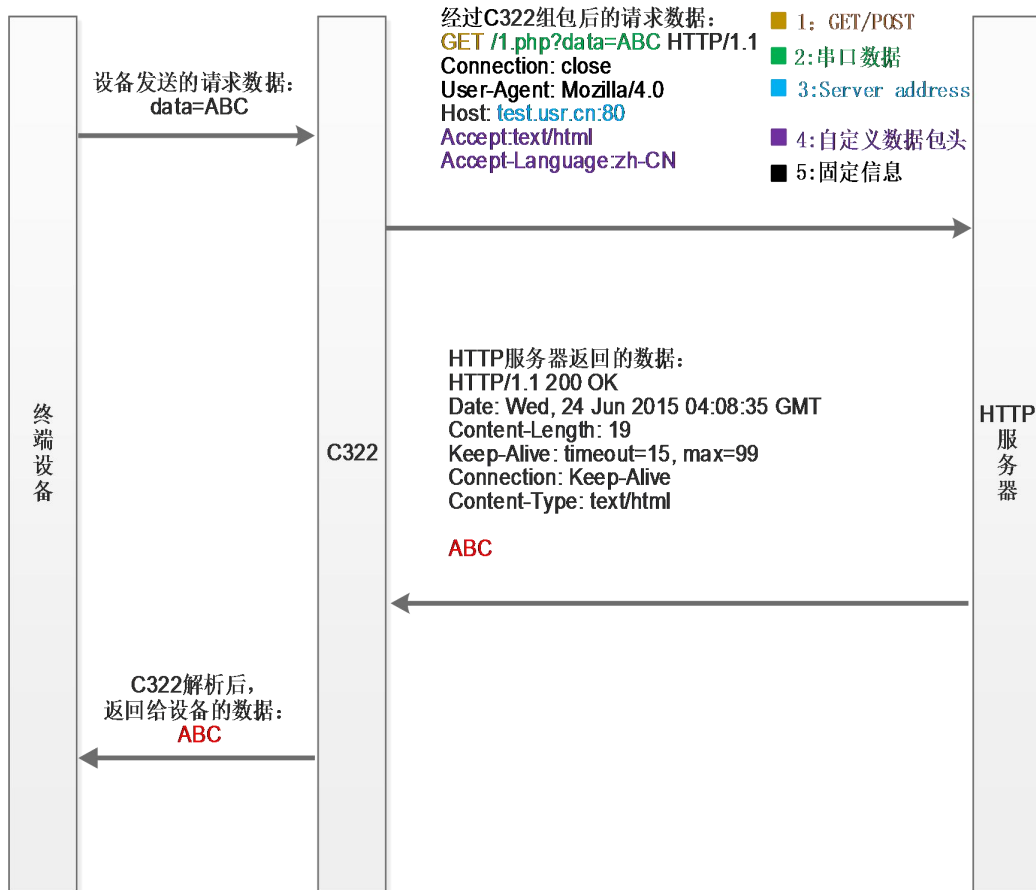 设备发送的请求数据：
data=ABC
经过C322组包后的请求数据：
GET /1.php?data=ABC HTTP/1.1
Connection: close
User-Agent: Mozilla/4.0
Host: test.usr.cn:80
Accept:text/html
Accept-Language:zh-CN
1: GET/POST
2:串口数据
3:Server address
4:自定义数据包头
5:固定信息
终端设备
C322
HTTP
服务器
HTTP服务器返回的数据：
HTTP/1.1 200 OK
Date: Wed, 24 Jun 2015 04:08:35 GMT
Content-Length: 19
Keep-Alive: timeout=15, max=99
Connection: Keep-Alive
Content-Type: text/html
ABC
C322解析后，
返回给设备的数据：
ABC